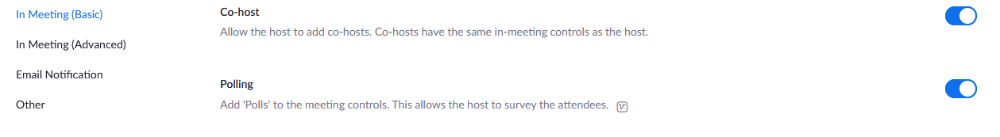 In Meeting (Basic)
In Meeting (Advanced)
Email Notification
Other
Co-host
Allow the host to add co-hosts. Co-hosts have the same in-meeting controls as the host.
Polling
Add 'Polls' to the meeting controls. This allows the host to survey the attendees.